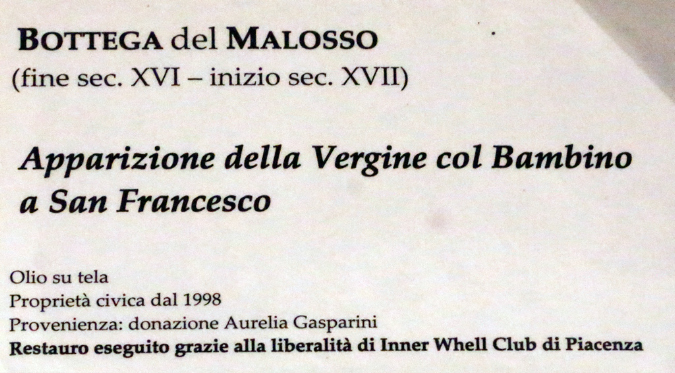 BOTTEGA del MALOSSO
(fine sec. XVI – inizio sec. XVII)
Apparizione della Vergine col Bambino
a San Francesco
Olio su tela
Proprietà civica dal 1998
Provenienza: donazione Aurelia Gasparini
Restauro eseguito grazie alla liberalità di Inner Whell Club di Piacenza